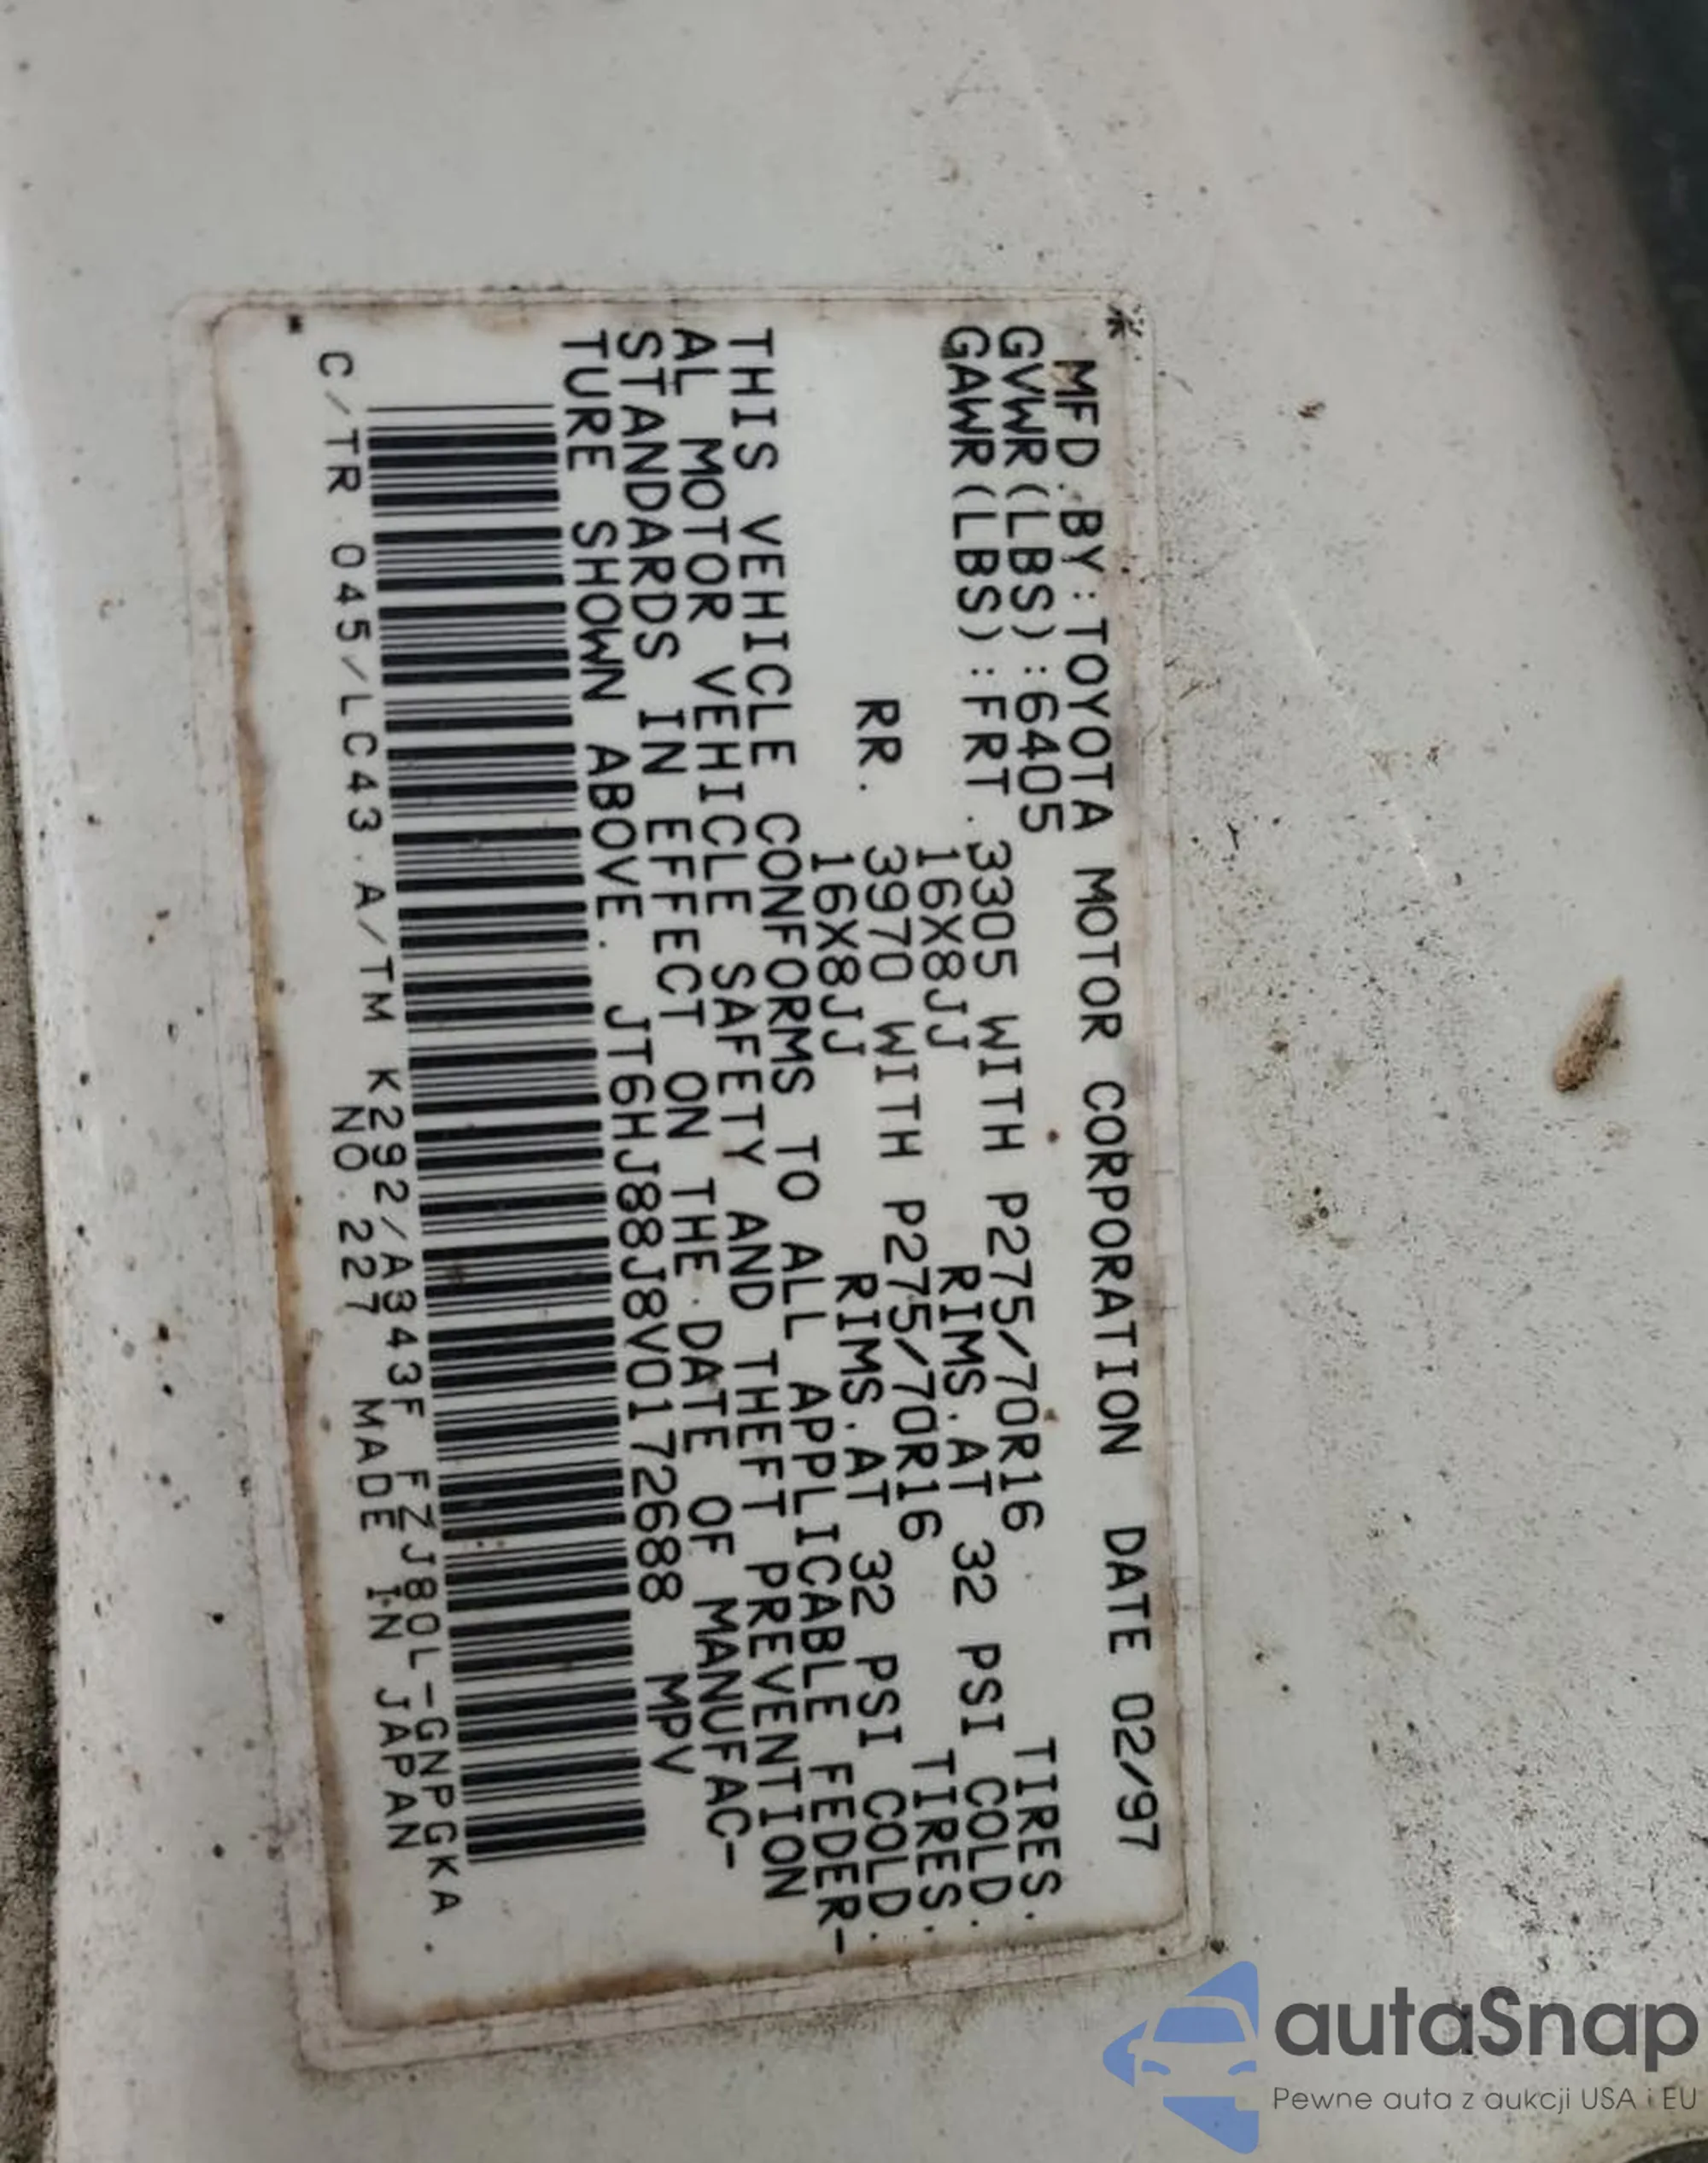 MFD.BY:TOYOTA MOTOR CORPORATION DATE 02/97
GVWR(LBS):6405
GAWR(LBS):FRT.3305 WITH P275/70R16 TIRES.
16X8JJ RIMS.AT 32 PSI COLD.
RR. 3970 WITH P275/70R16 TIRES.
16X8JJ RIMS.AT 32 PSI COLD.
THIS VEHICLE CONFORMS TO ALL APPLICABLE FEDER-
AL MOTOR VEHICLE SAFETY AND THEFT PREVENTION
STANDARDS IN EFFECT ON THE DATE OF MANUFAC-
TURE SHOWN ABOVE. JT6HJ88J8V0172688 MPV
C/TR 045/LC43 A/TM K292/A343F FZJ80L-GNPGKA
NO.227 MADE IN JAPAN
autaSnap
Pewne auta z aukcji USA i EU